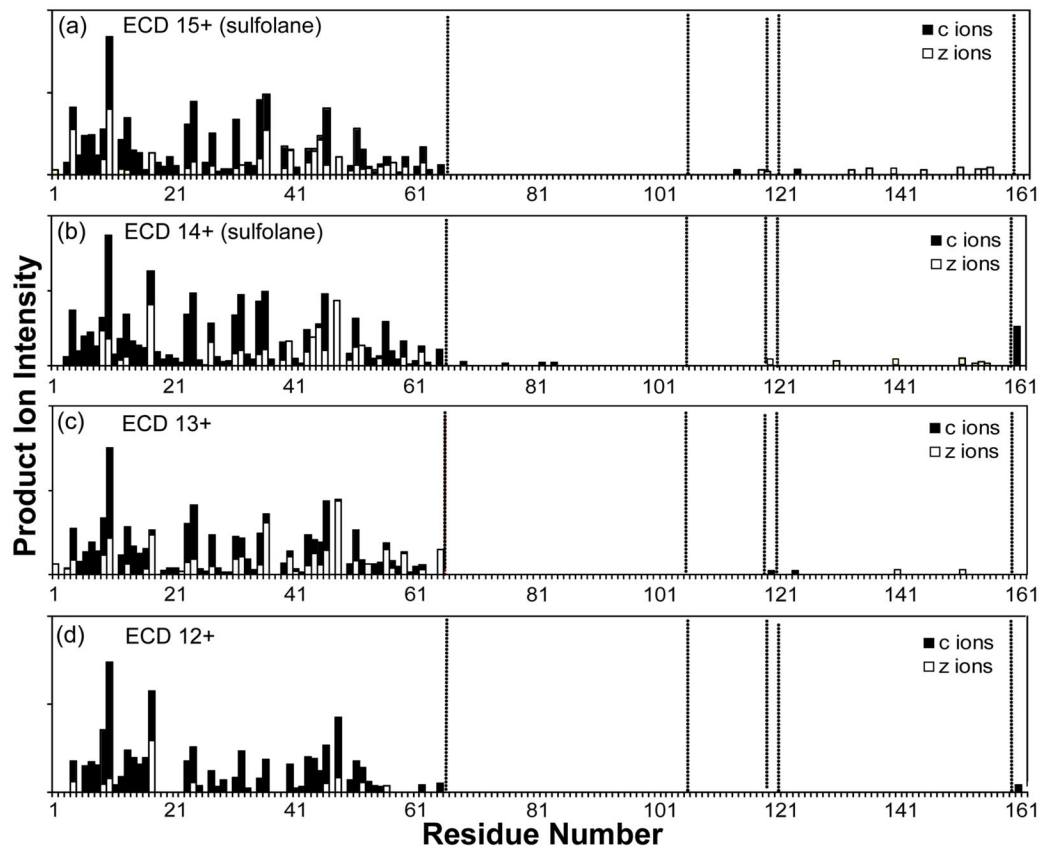 (a) ECD 15+ (sulfolane)
c ions
z ions
1 21 41 61 81 101 121 141 161
(b) ECD 14+ (sulfolane)
c ions
z ions
1 21 41 61 81 101 121 141 161
(c) ECD 13+
c ions
z ions
1 21 41 61 81 101 121 141 161
(d) ECD 12+
c ions
z ions
1 21 41 61 81 101 121 141 161
Product Ion Intensity
Residue Number